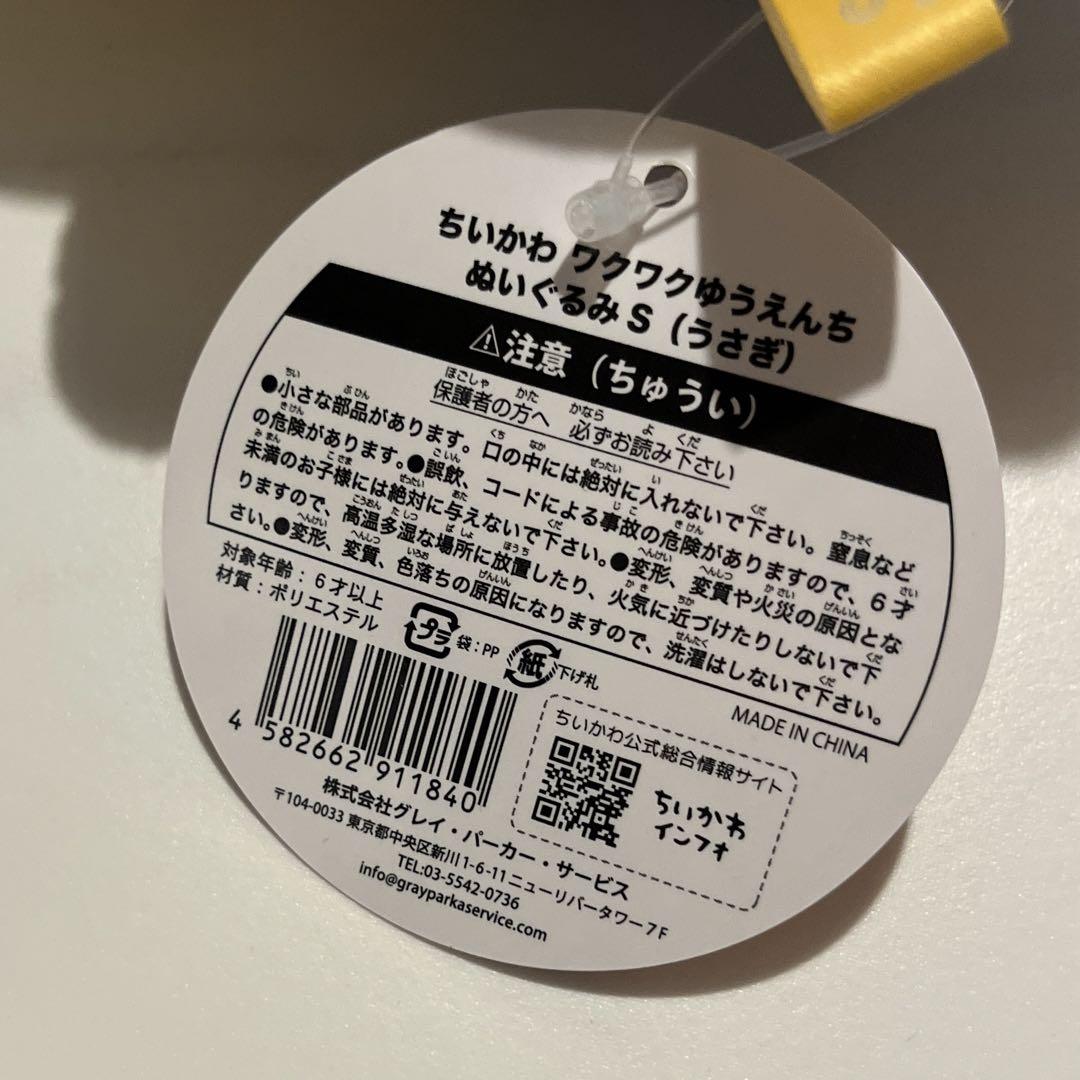 ちいかわ ワクワクゆうえんち
ぬいぐるみ S（うさぎ）
⚠注意（ちゅうい）
保護者の方へ 必ずお読み下さい
●小さな部品があります。口の中には絶対に入れないで下さい。窒息など
の危険があります。●誤飲、コードによる事故の危険がありますので、6才
未満のお子様には絶対に与えないで下さい。●変形、変質や火災の原因とな
りますので、高温多湿な場所に放置したり、火気に近づけたりしないで下
さい。●変形、変質、色落ちの原因になりますので、洗濯はしないで下さい。
対象年齢：6才以上
材質：ポリエステル
プラ 袋：PP 紙 下げ札
MADE IN CHINA
4 582662 911840
ちいかわ公式総合情報サイト
ちいかわ
インフォ
株式会社グレイ・パーカー・サービス
〒104-0033 東京都中央区新川1-6-11ニューリバータワー7F
TEL:03-5542-0736
info@grayparkaservice.com